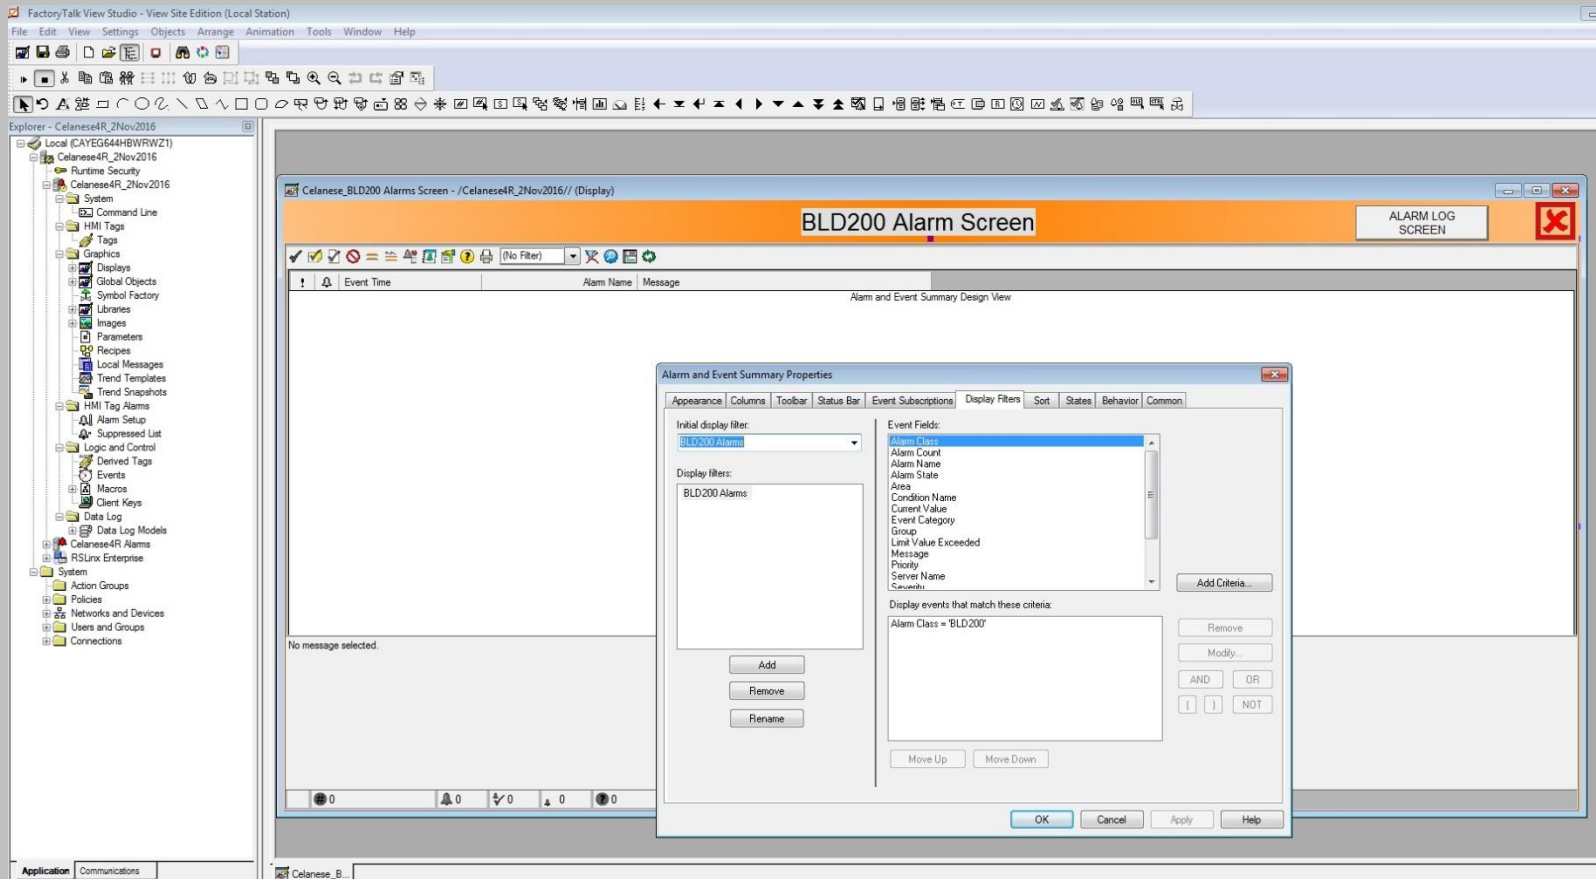 FactoryTalk View Studio - View Site Edition (Local Station)
File Edit View Settings Objects Arrange Animation Tools Window Help
Explorer - Celanese4R_2Nov2016
Local (CAYEG644HBWRWZ1)
Celanese4R_2Nov2016
Runtime Security
Celanese4R_2Nov2016
System
Command Line
HMI Tags
Tags
Graphics
Displays
Global Objects
Symbol Factory
Libraries
Images
Parameters
Recipes
Local Messages
Trend Templates
Trend Snapshots
HMI Tag Alarms
Alarm Setup
Suppressed List
Logic and Control
Derived Tags
Events
Macros
Client Keys
Data Log
Data Log Models
Celanese4R Alarms
RSLinx Enterprise
System
Action Groups
Policies
Networks and Devices
Users and Groups
Connections
Application Communications
Celanese_BLD200 Alarms Screen - /Celanese4R_2Nov2016// (Display)
BLD200 Alarm Screen
ALARM LOG
SCREEN
(No Filter)
! Event Time Alarm Name Message
Alarm and Event Summary Design View
No message selected.
0 0 0 0 0
Alarm and Event Summary Properties
Appearance Columns Toolbar Status Bar Event Subscriptions Display Filters Sort States Behavior Common
Initial display filter:
BLD200 Alarms
Display filters:
BLD200 Alarms
Add
Remove
Rename
Event Fields:
Alarm Class
Alarm Count
Alarm Name
Alarm State
Area
Condition Name
Current Value
Event Category
Group
Limit Value Exceeded
Message
Priority
Server Name
Severity
Add Criteria...
Display events that match these criteria:
Alarm Class = 'BLD200'
Remove
Modify...
AND OR
( ) NOT
Move Up Move Down
OK Cancel Apply Help
Celanese_B...